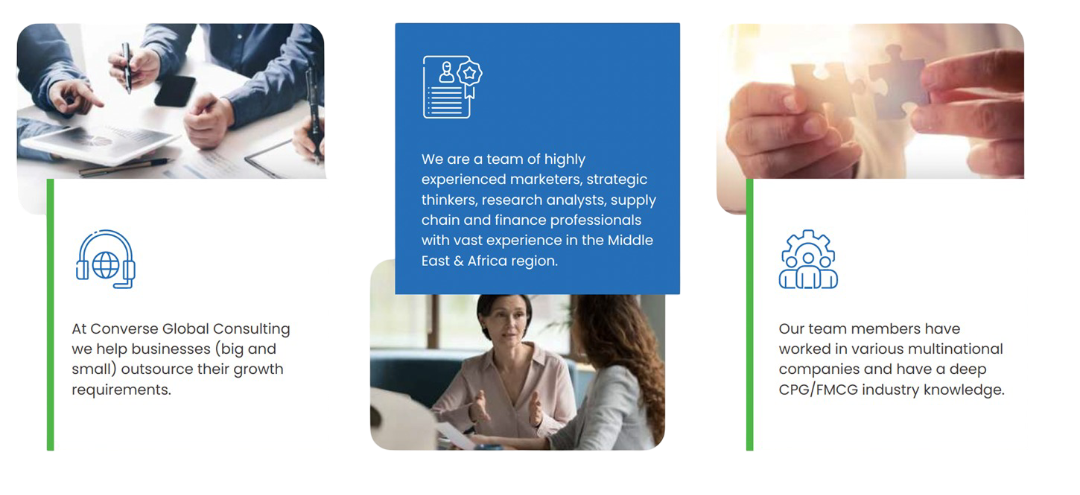 At Converse Global Consulting
we help businesses (big and
small) outsource their growth
requirements.
We are a team of highly
experienced marketers, strategic
thinkers, research analysts, supply
chain and finance professionals
with vast experience in the Middle
East & Africa region.
Our team members have
worked in various multinational
companies and have a deep
CPG/FMCG industry knowledge.